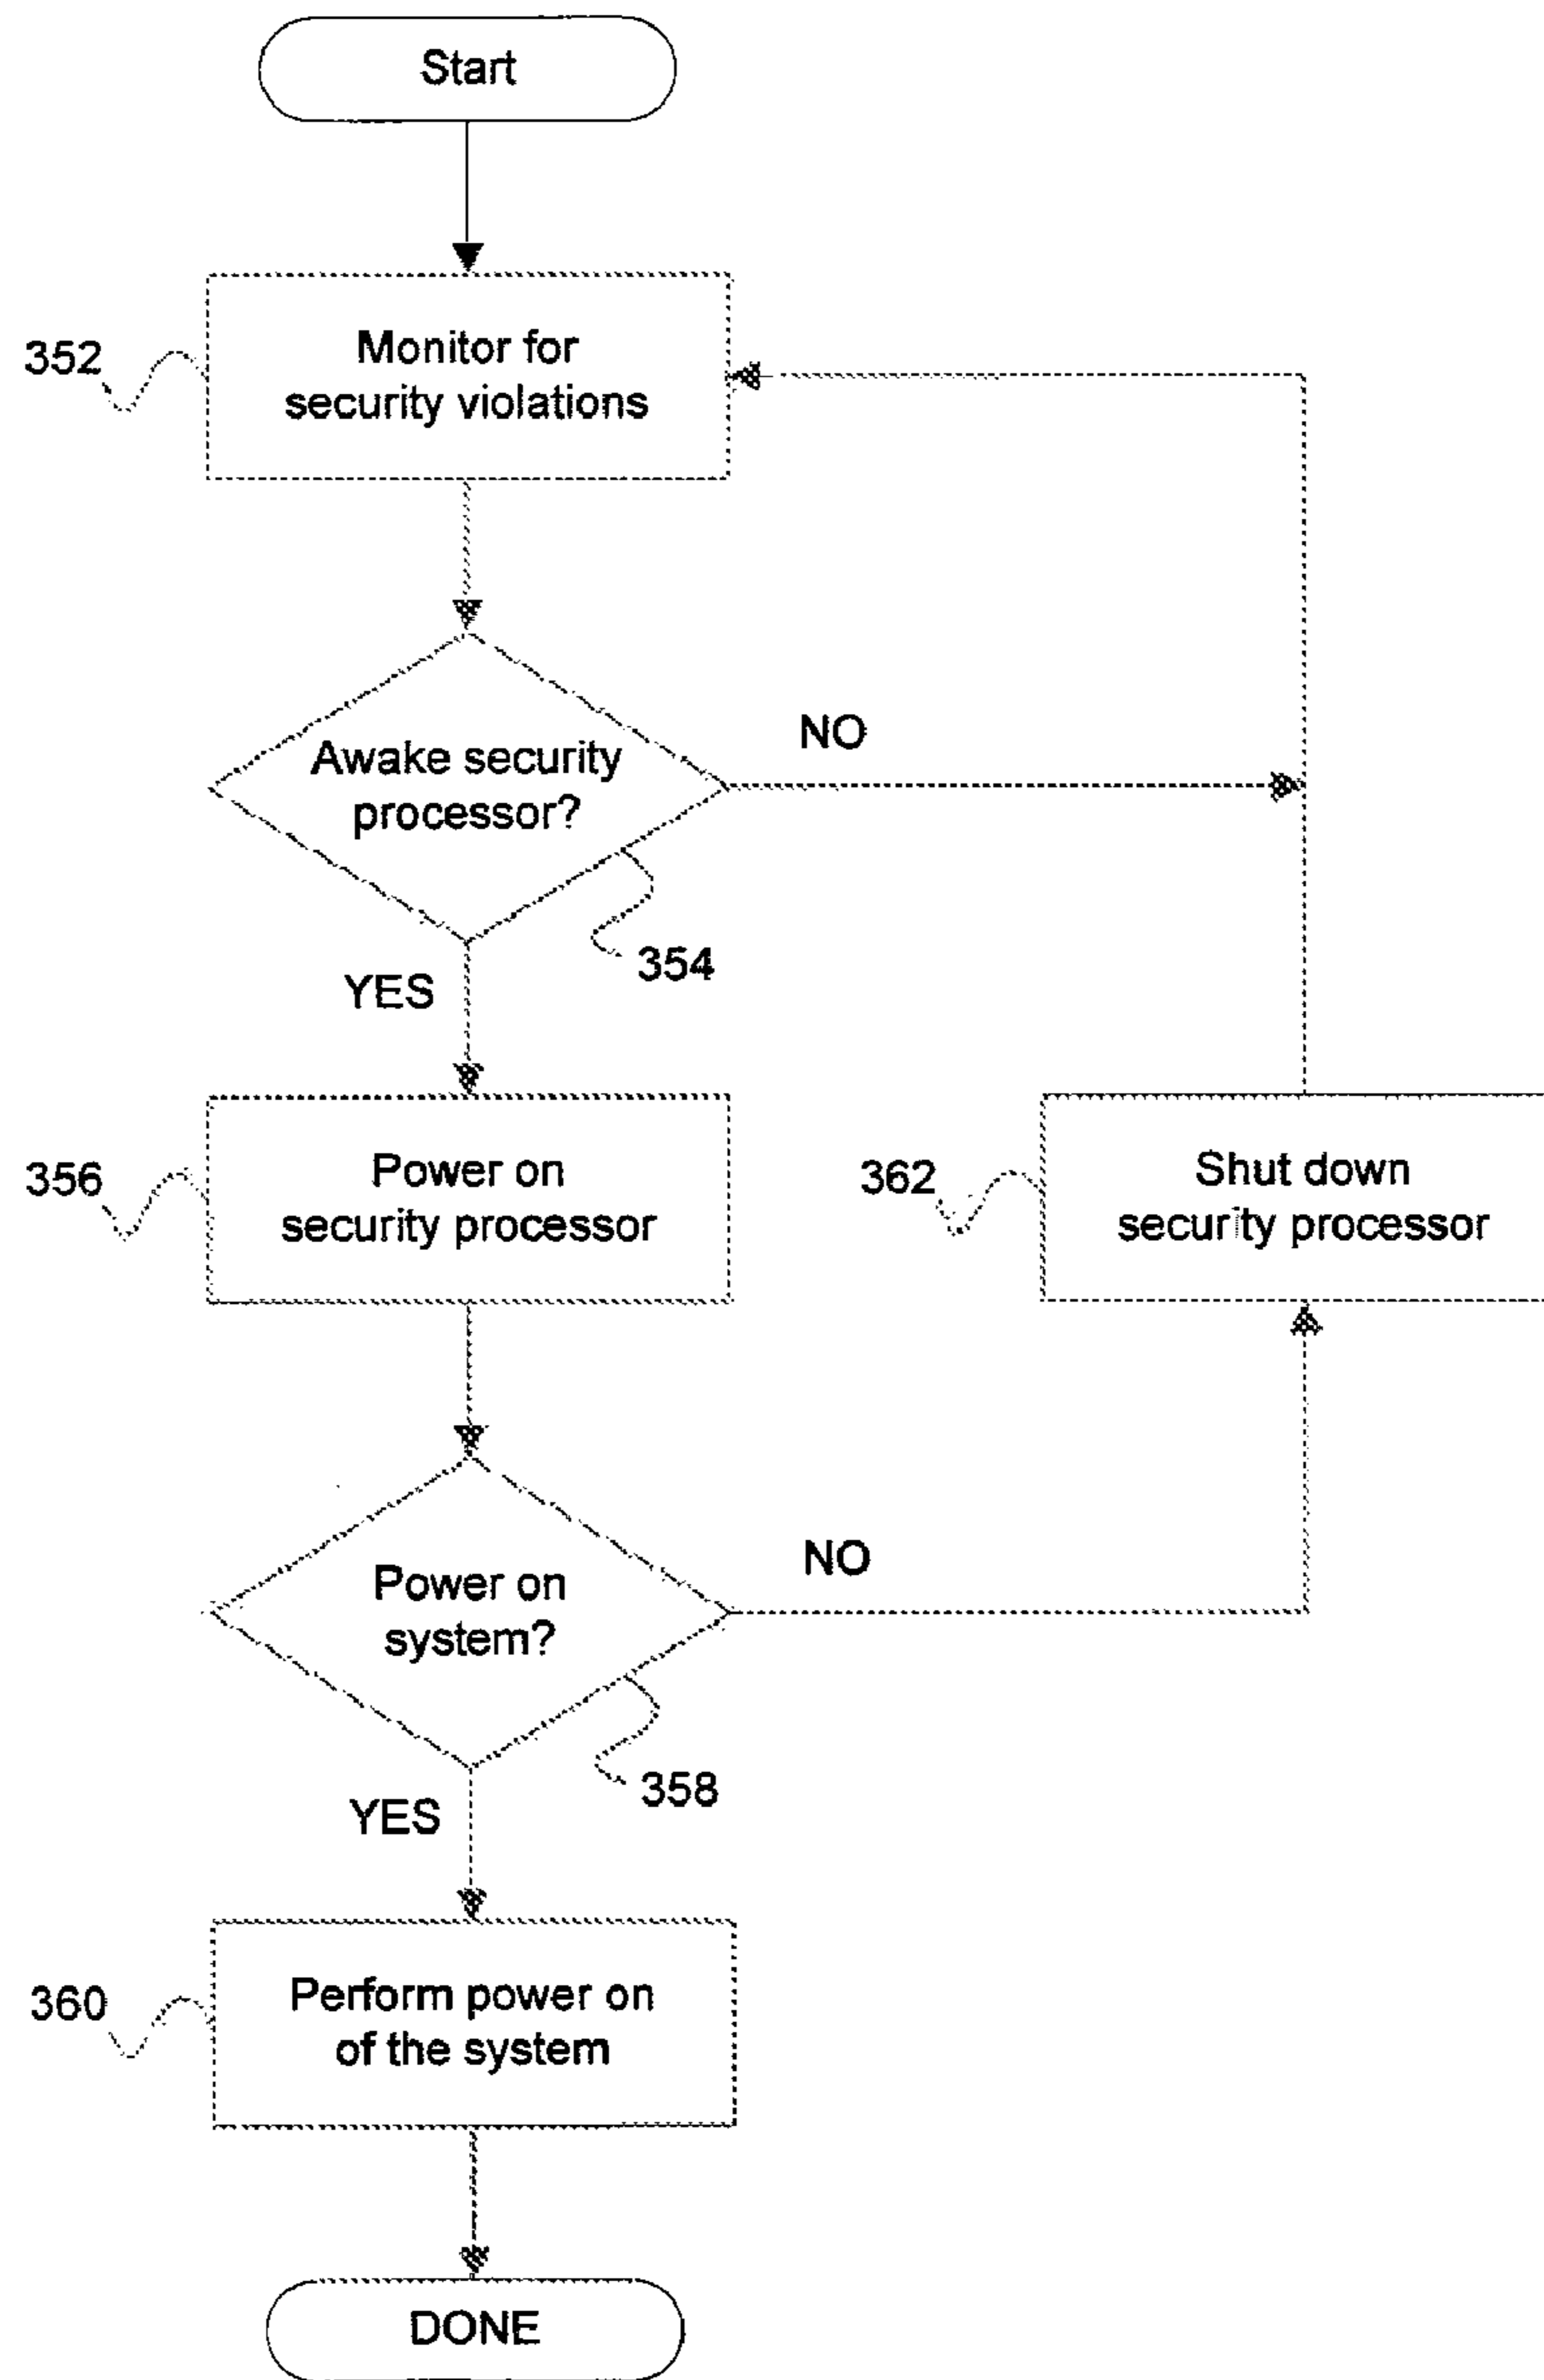 Start
352
Monitor for
security violations
Awake security
processor?
NO
354
YES
356
Power on
security processor
362
Shut down
security processor
Power on
system?
NO
358
YES
360
Perform power on
of the system
DONE